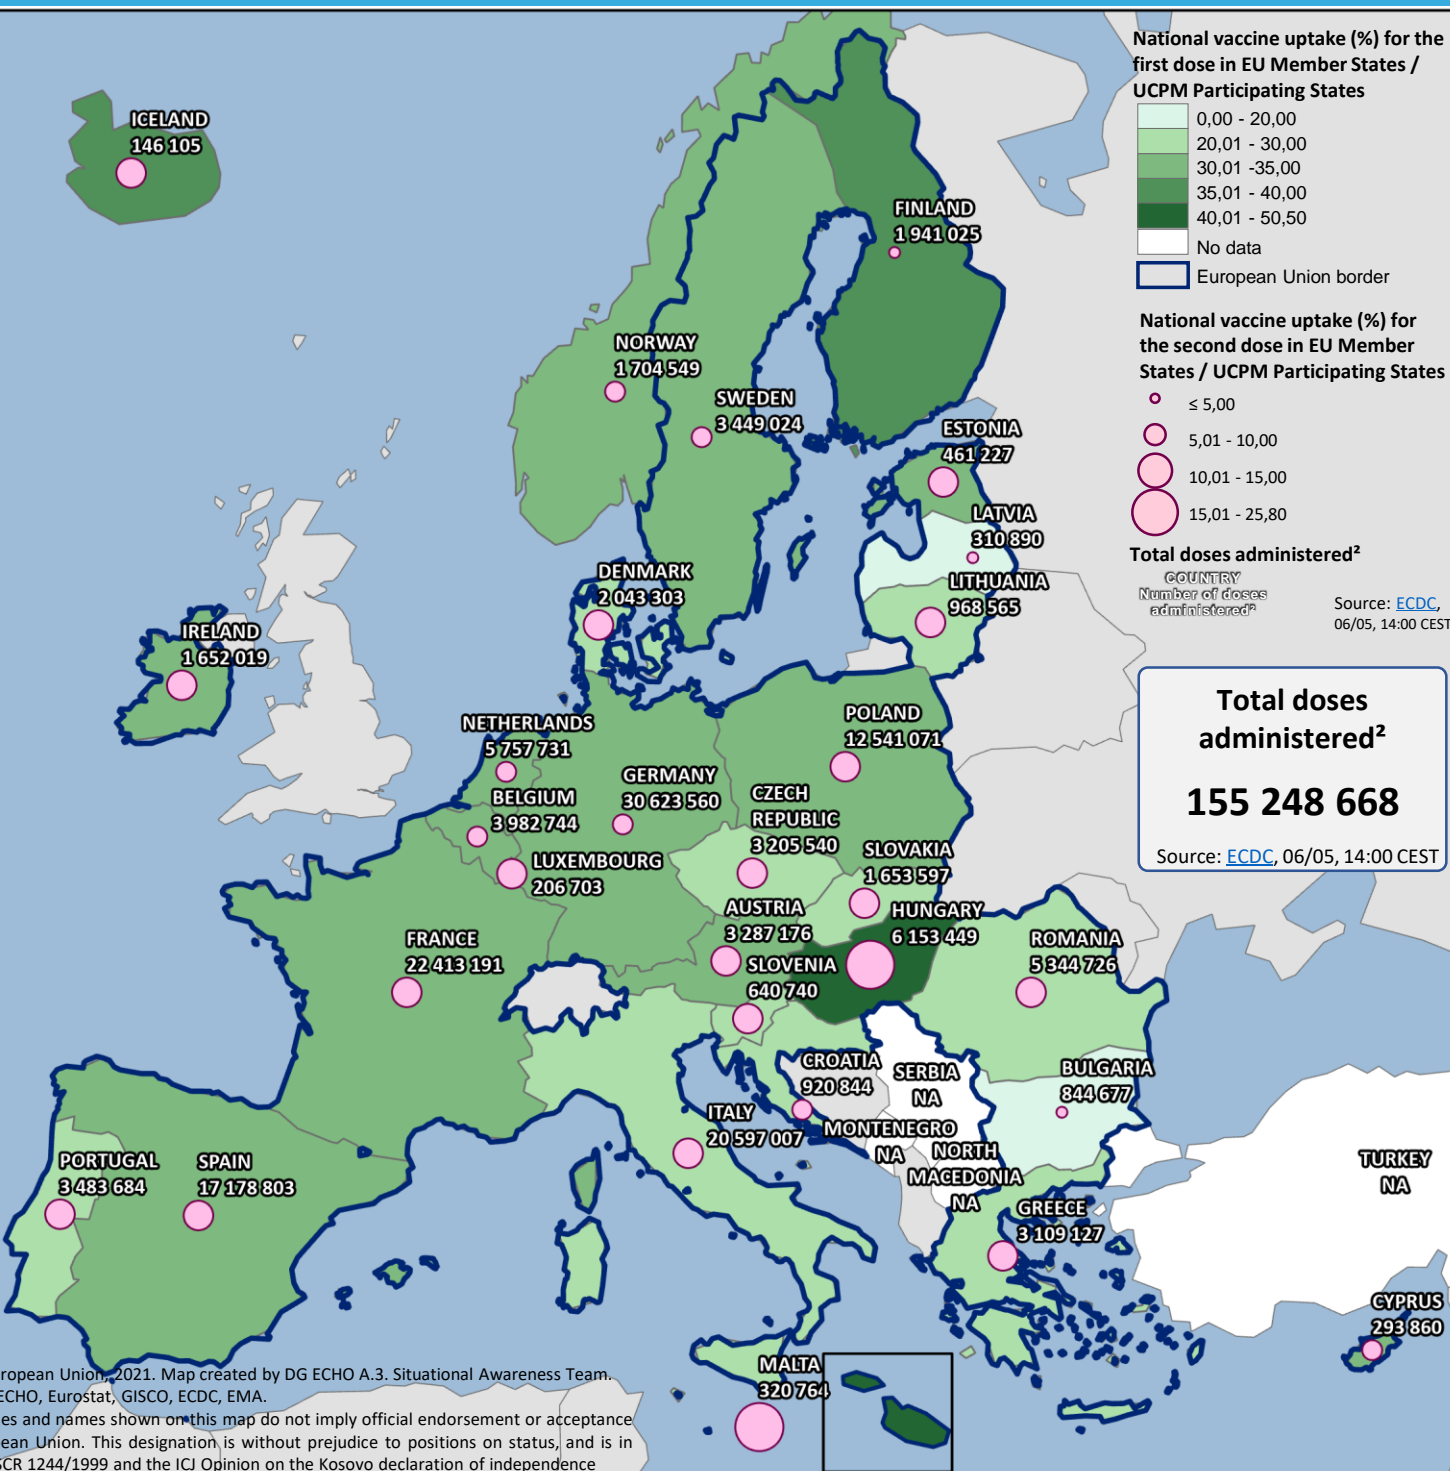 National vaccine uptake (%) for the
first dose in EU Member States /
UCPM Participating States
0,00 - 20,00
20,01 - 30,00
30,01 -35,00
35,01 - 40,00
40,01 - 50,50
No data
European Union border
National vaccine uptake (%) for
the second dose in EU Member
States / UCPM Participating States
≤ 5,00
5,01 - 10,00
10,01 - 15,00
15,01 - 25,80
Total doses administered²
COUNTRY
Number of doses
administered²
Source: ECDC,
06/05, 14:00 CEST
Total doses
administered²
155 248 668
Source: ECDC, 06/05, 14:00 CEST
ICELAND
146 105
FINLAND
1 941 025
NORWAY
1 704 549
SWEDEN
3 449 024
ESTONIA
461 227
LATVIA
310 890
LITHUANIA
968 565
DENMARK
2 043 303
IRELAND
1 652 019
NETHERLANDS
5 757 731
POLAND
12 541 071
GERMANY
30 623 560
BELGIUM
3 982 744
CZECH
REPUBLIC
3 205 540
LUXEMBOURG
206 703
SLOVAKIA
1 653 597
AUSTRIA
3 287 176
HUNGARY
6 153 449
FRANCE
22 413 191
SLOVENIA
640 740
ROMANIA
5 344 726
CROATIA
920 844
SERBIA
NA
BULGARIA
844 677
ITALY
20 597 007
MONTENEGRO
NA
NORTH
MACEDONIA
NA
PORTUGAL
3 483 684
SPAIN
17 178 803
TURKEY
NA
GREECE
3 109 127
CYPRUS
293 860
MALTA
320 764
ropean Union, 2021. Map created by DG ECHO A.3. Situational Awareness Team.
ECHO, Eurostat, GISCO, ECDC, EMA.
es and names shown on this map do not imply official endorsement or acceptance
pean Union. This designation is without prejudice to positions on status, and is in
SCR 1244/1999 and the ICJ Opinion on the Kosovo declaration of independence